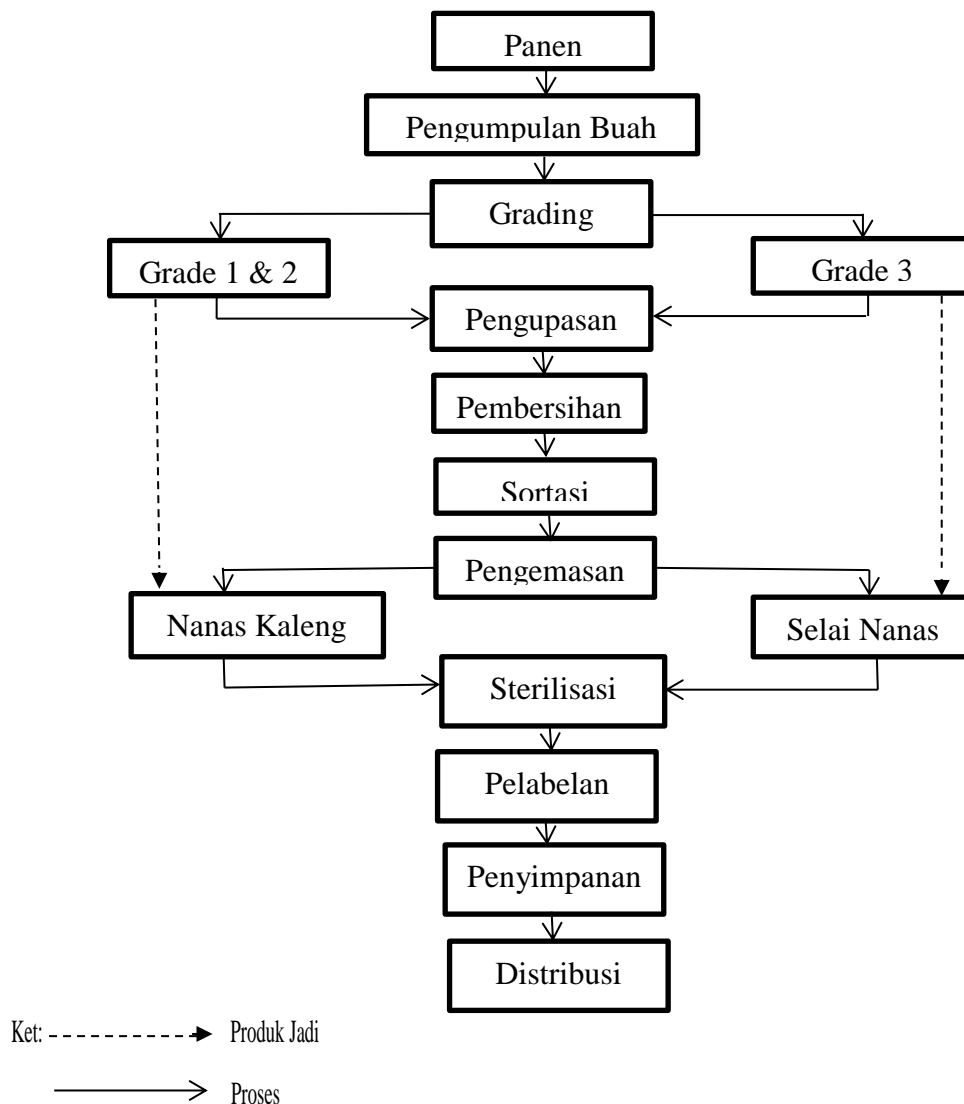 Panen
Pengumpulan Buah
Grading
Grade 1 & 2
Grade 3
Pengupasan
Pembersihan
Sortasi
Pengemasan
Nanas Kaleng
Selai Nanas
Sterilisasi
Pelabelan
Penyimpanan
Distribusi
Ket: Produk Jadi
Proses